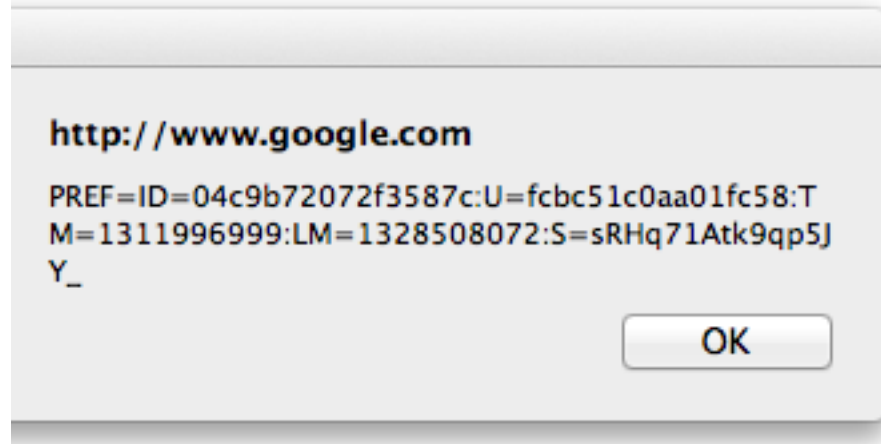 http://www.google.com
PREF=ID=04c9b72072f3587c:U=fcbc51c0aa01fc58:T
M=1311996999:LM=1328508072:S=sRHq71Atk9qp5J
Y_
OK